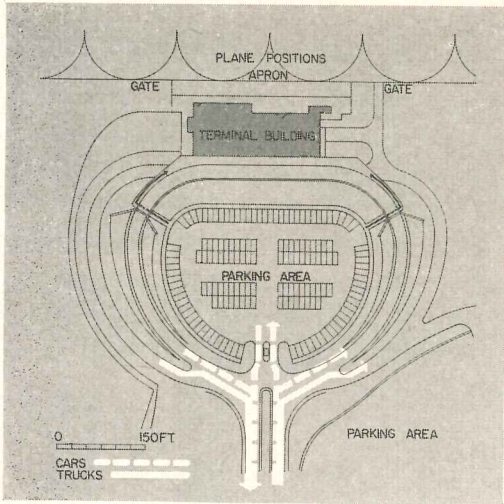 PLANE POSITIONS
APRON
GATE
GATE
TERMINAL BUILDING
PARKING AREA
0 150FT.
PARKING AREA
CARS
TRUCKS